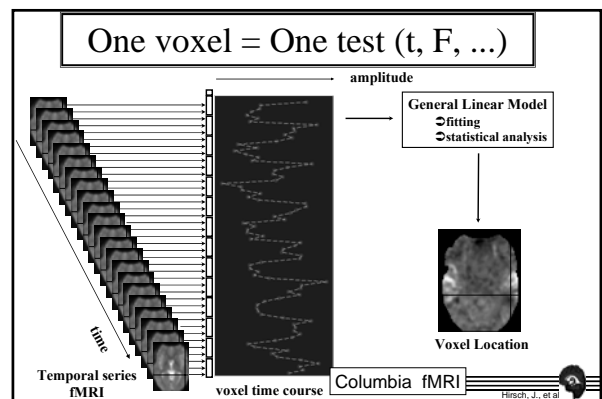 One voxel = One test (t, F, ...)
amplitude
General Linear Model
➲fitting
➲statistical analysis
time
Temporal series
fMRI
voxel time course
Voxel Location
Columbia fMRI
Hirsch, J., et al